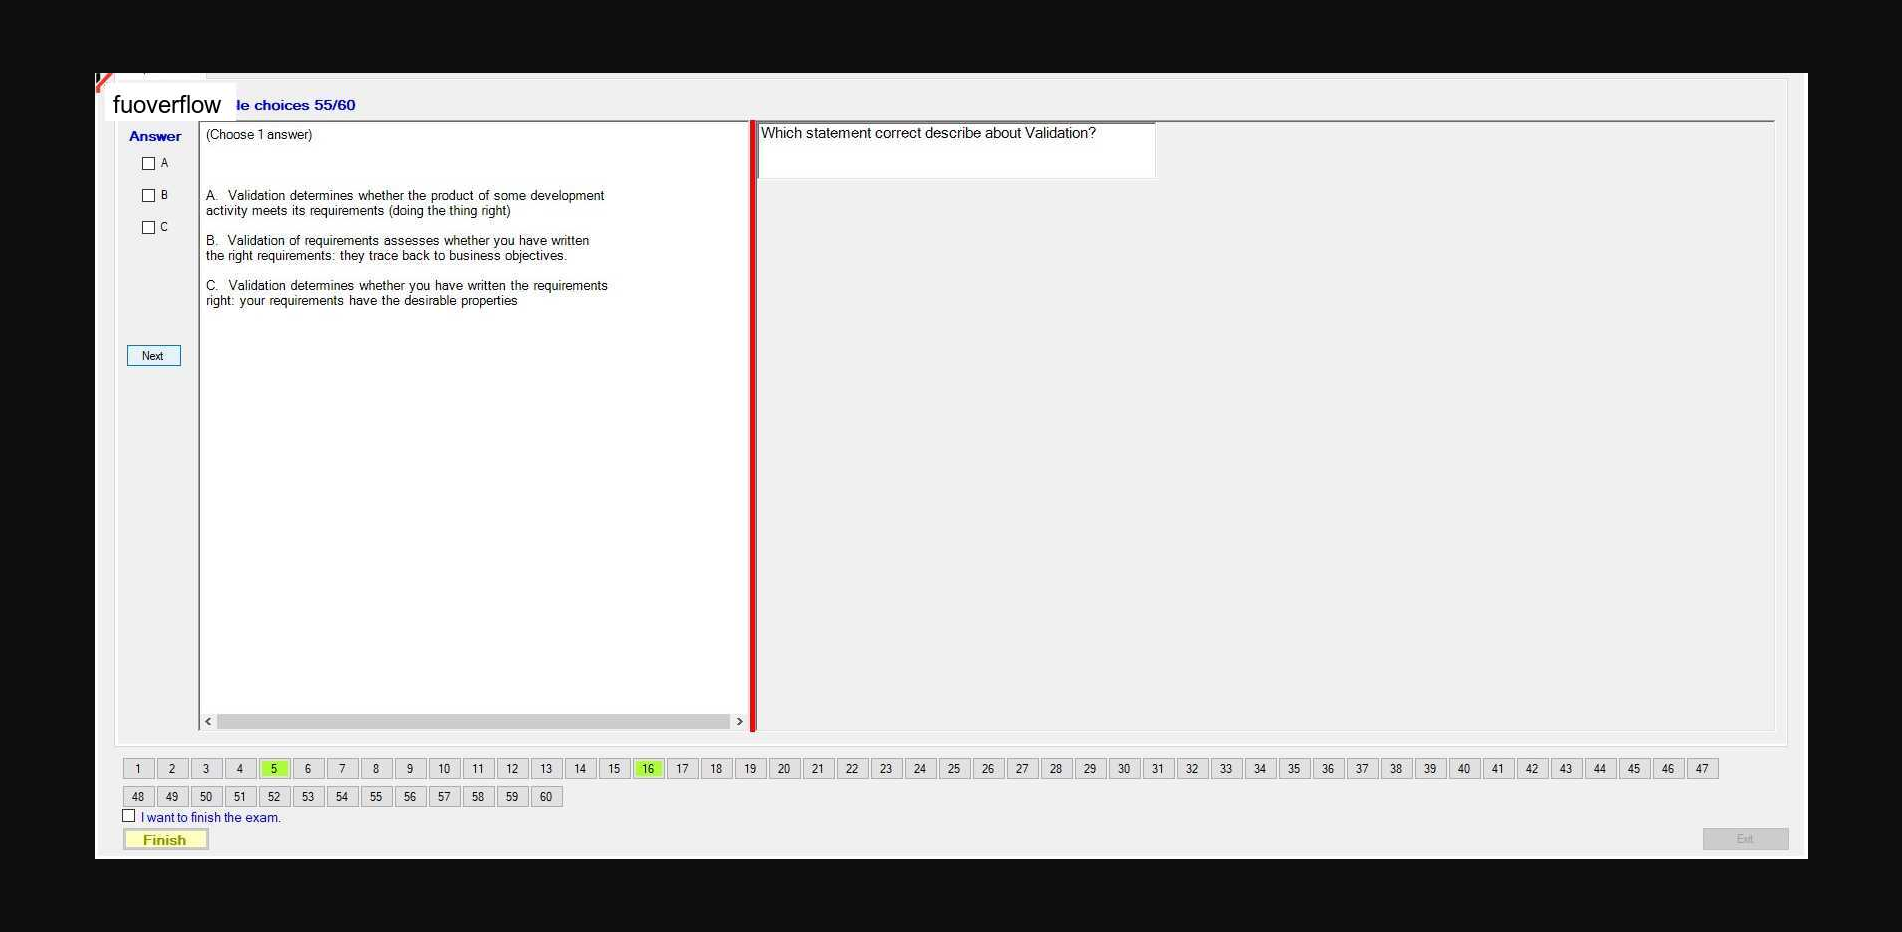 fuoverflow
le choices 55/60
Answer
(Choose 1 answer)
Which statement correct describe about Validation?
A
B
C
A. Validation determines whether the product of some development
activity meets its requirements (doing the thing right)
B. Validation of requirements assesses whether you have written
the right requirements: they trace back to business objectives.
C. Validation determines whether you have written the requirements
right: your requirements have the desirable properties
Next
1 2 3 4 5 6 7 8 9 10 11 12 13 14 15 16 17 18 19 20 21 22 23 24 25 26 27 28 29 30 31 32 33 34 35 36 37 38 39 40 41 42 43 44 45 46 47
48 49 50 51 52 53 54 55 56 57 58 59 60
I want to finish the exam.
Finish
Exit